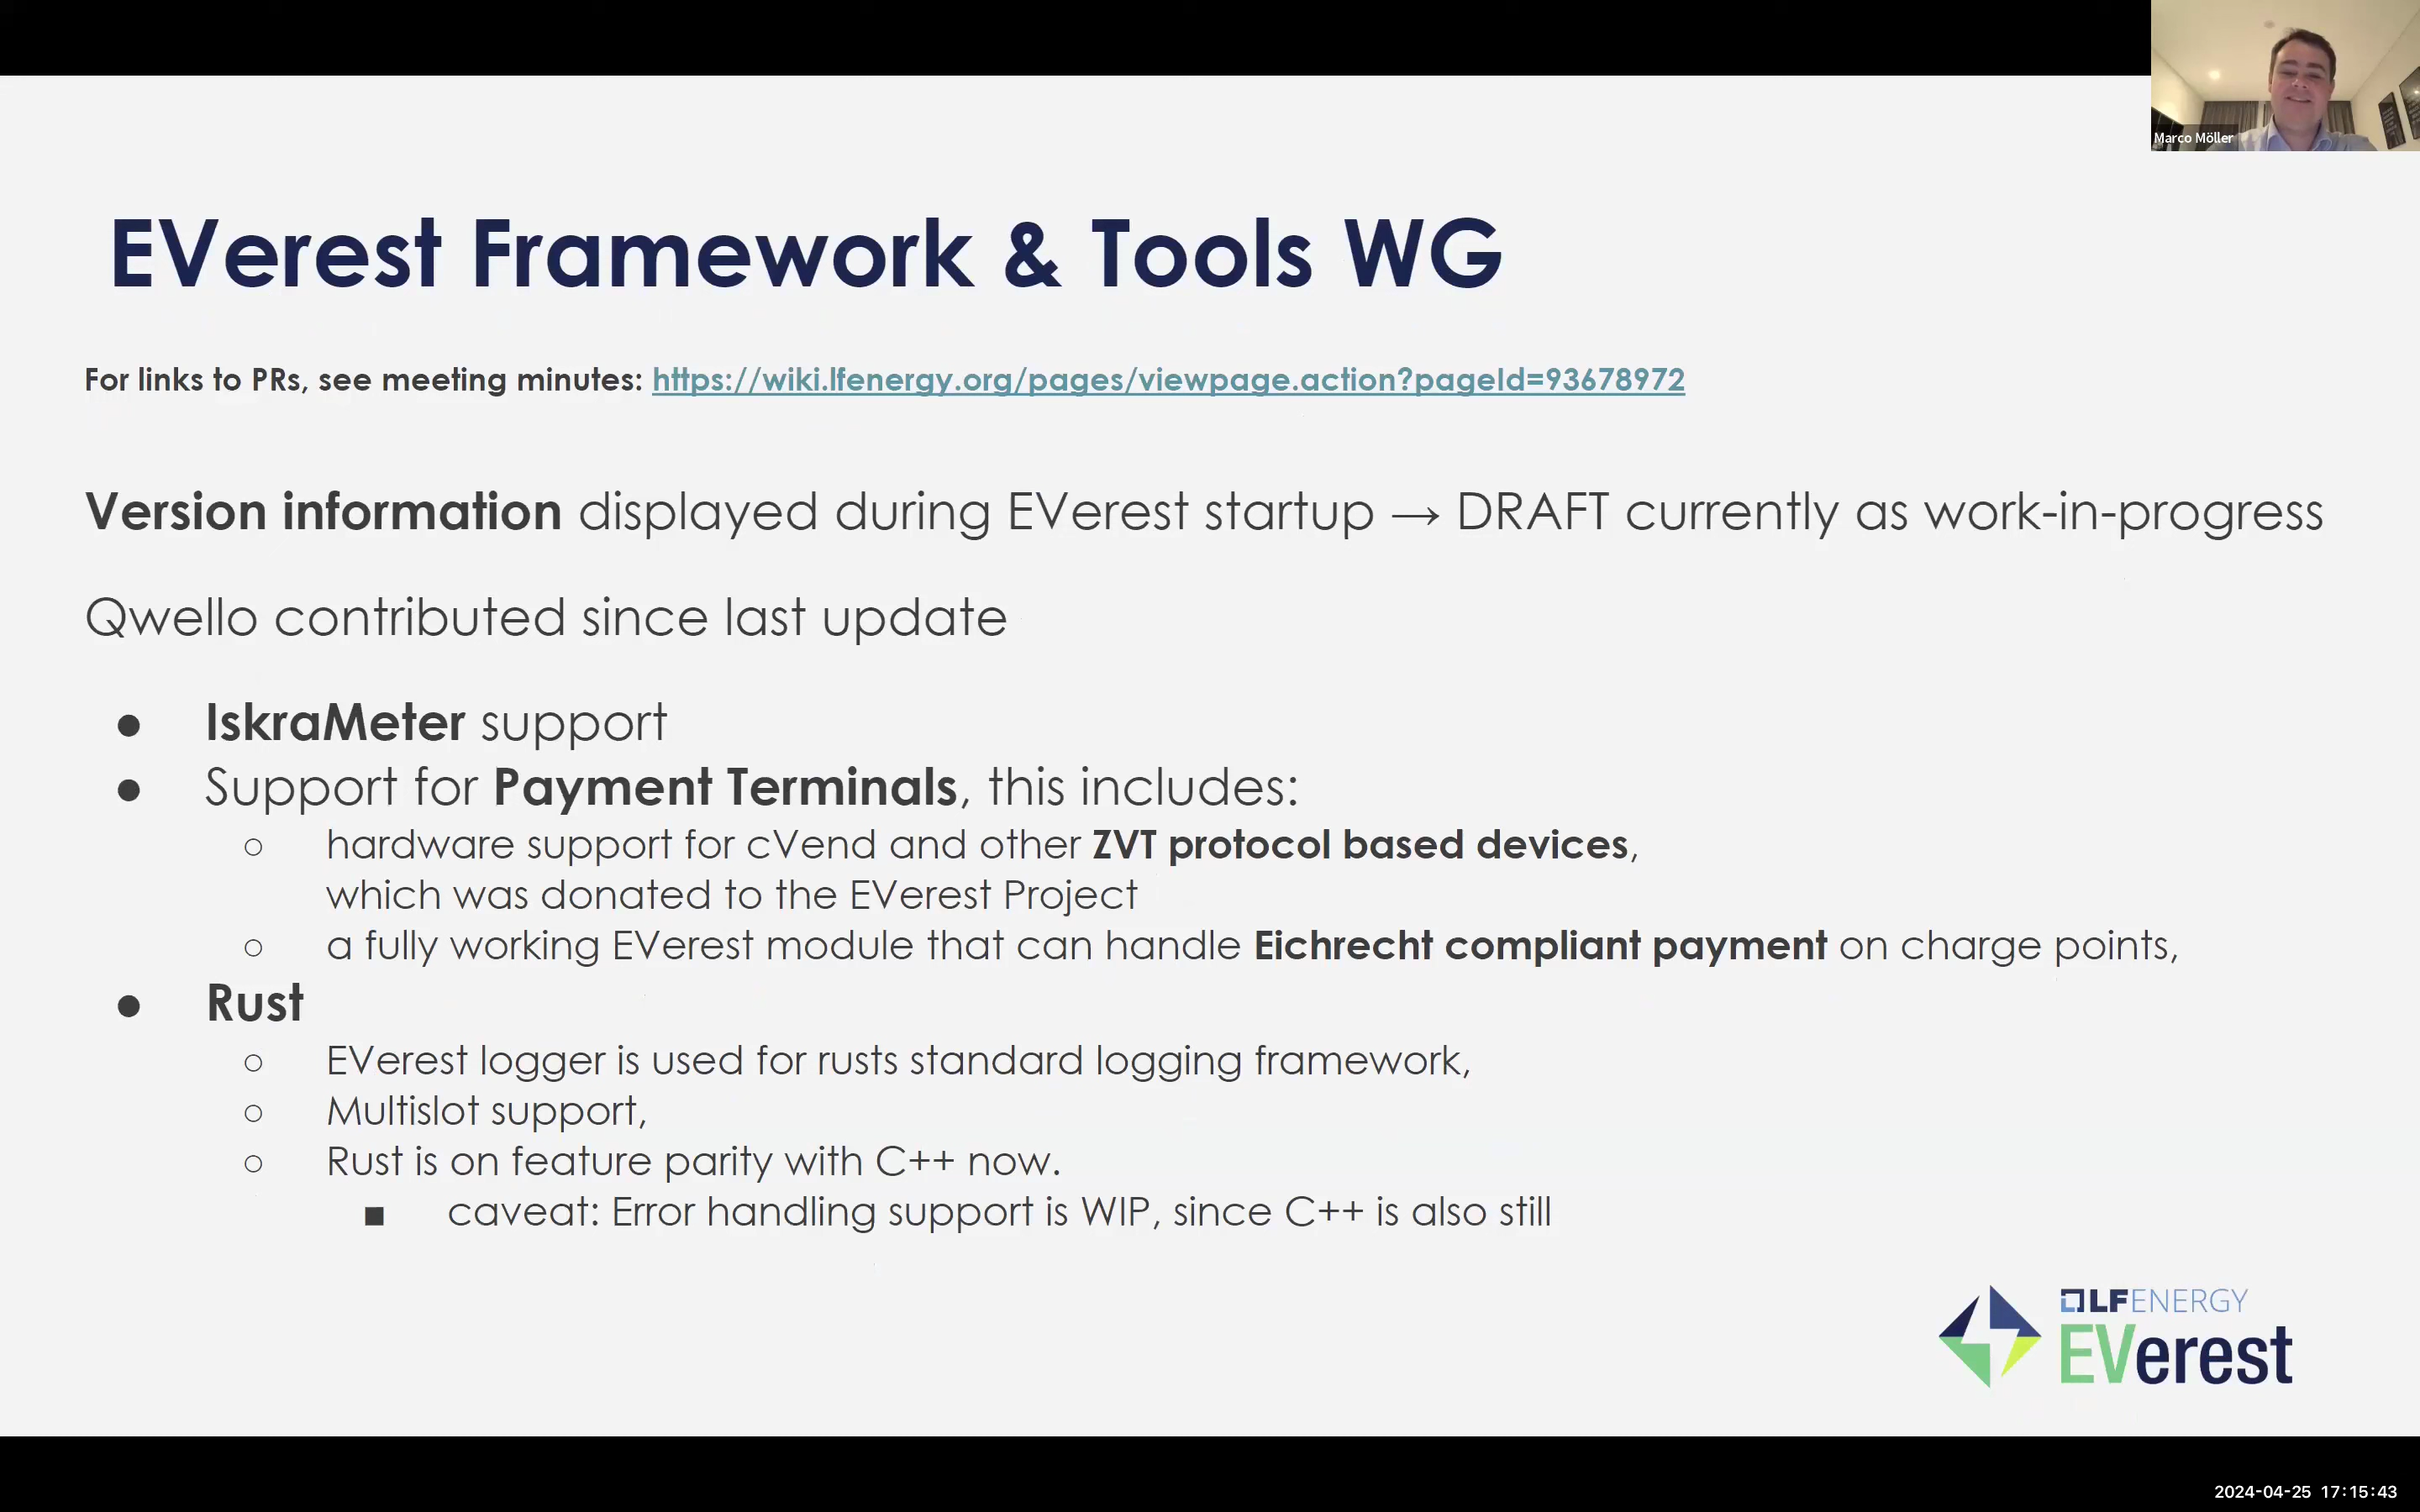 Marco Möller
EVerest Framework & Tools WG
For links to PRs, see meeting minutes: https://wiki.lfenergy.org/pages/viewpage.action?pageId=93678972
Version information displayed during EVerest startup → DRAFT currently as work-in-progress
Qwello contributed since last update
● IskraMeter support
● Support for Payment Terminals, this includes:
○ hardware support for cVend and other ZVT protocol based devices,
which was donated to the EVerest Project
○ a fully working EVerest module that can handle Eichrecht compliant payment on charge points,
● Rust
○ EVerest logger is used for rusts standard logging framework,
○ Multislot support,
○ Rust is on feature parity with C++ now.
■ caveat: Error handling support is WIP, since C++ is also still
LFENERGY
EVerest
2024-04-25 17:15:43